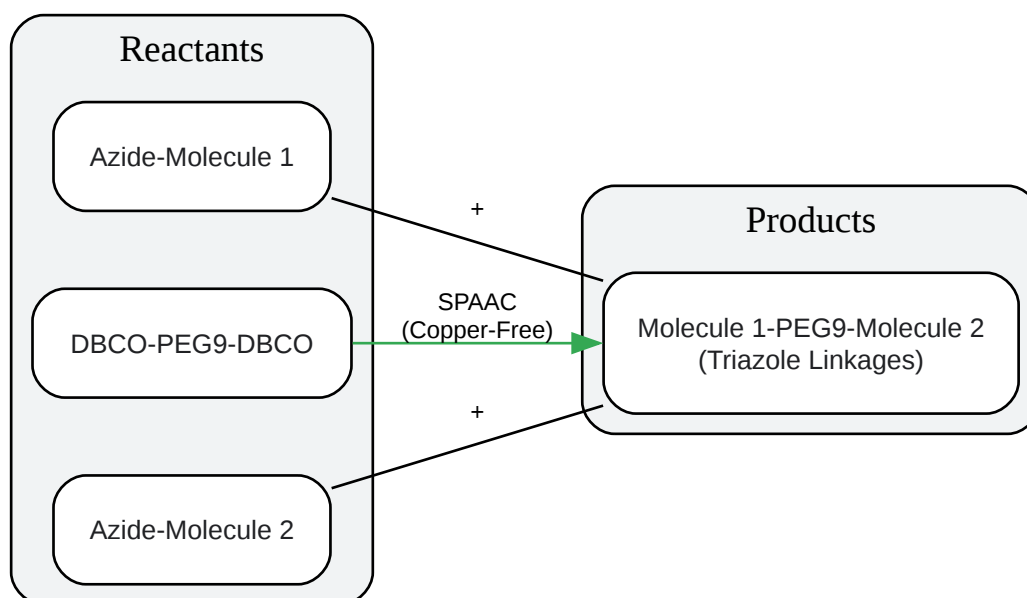 Reactants
Azide-Molecule 1
DBCO-PEG9-DBCO
Azide-Molecule 2
+
SPAAC
(Copper-Free)
+
Products
Molecule 1-PEG9-Molecule 2
(Triazole Linkages)